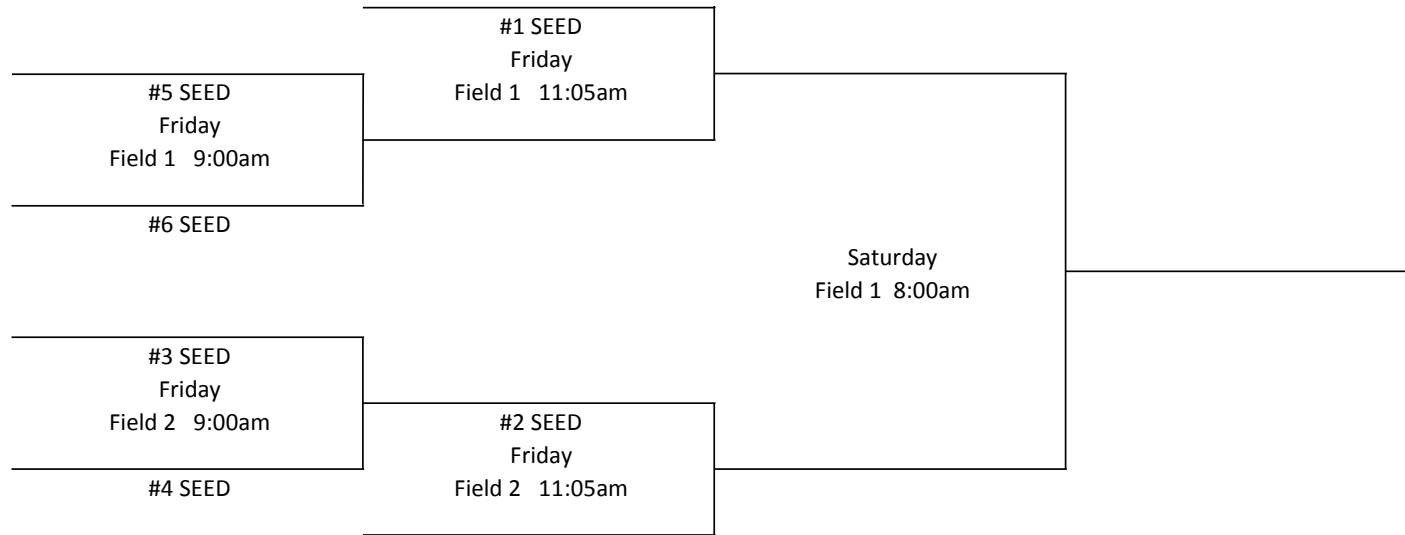 #1 SEED
Friday
Field 1 11:05am
#5 SEED
Friday
Field 1 9:00am
#6 SEED
Saturday
Field 1 8:00am
#3 SEED
Friday
Field 2 9:00am
#4 SEED
#2 SEED
Friday
Field 2 11:05am